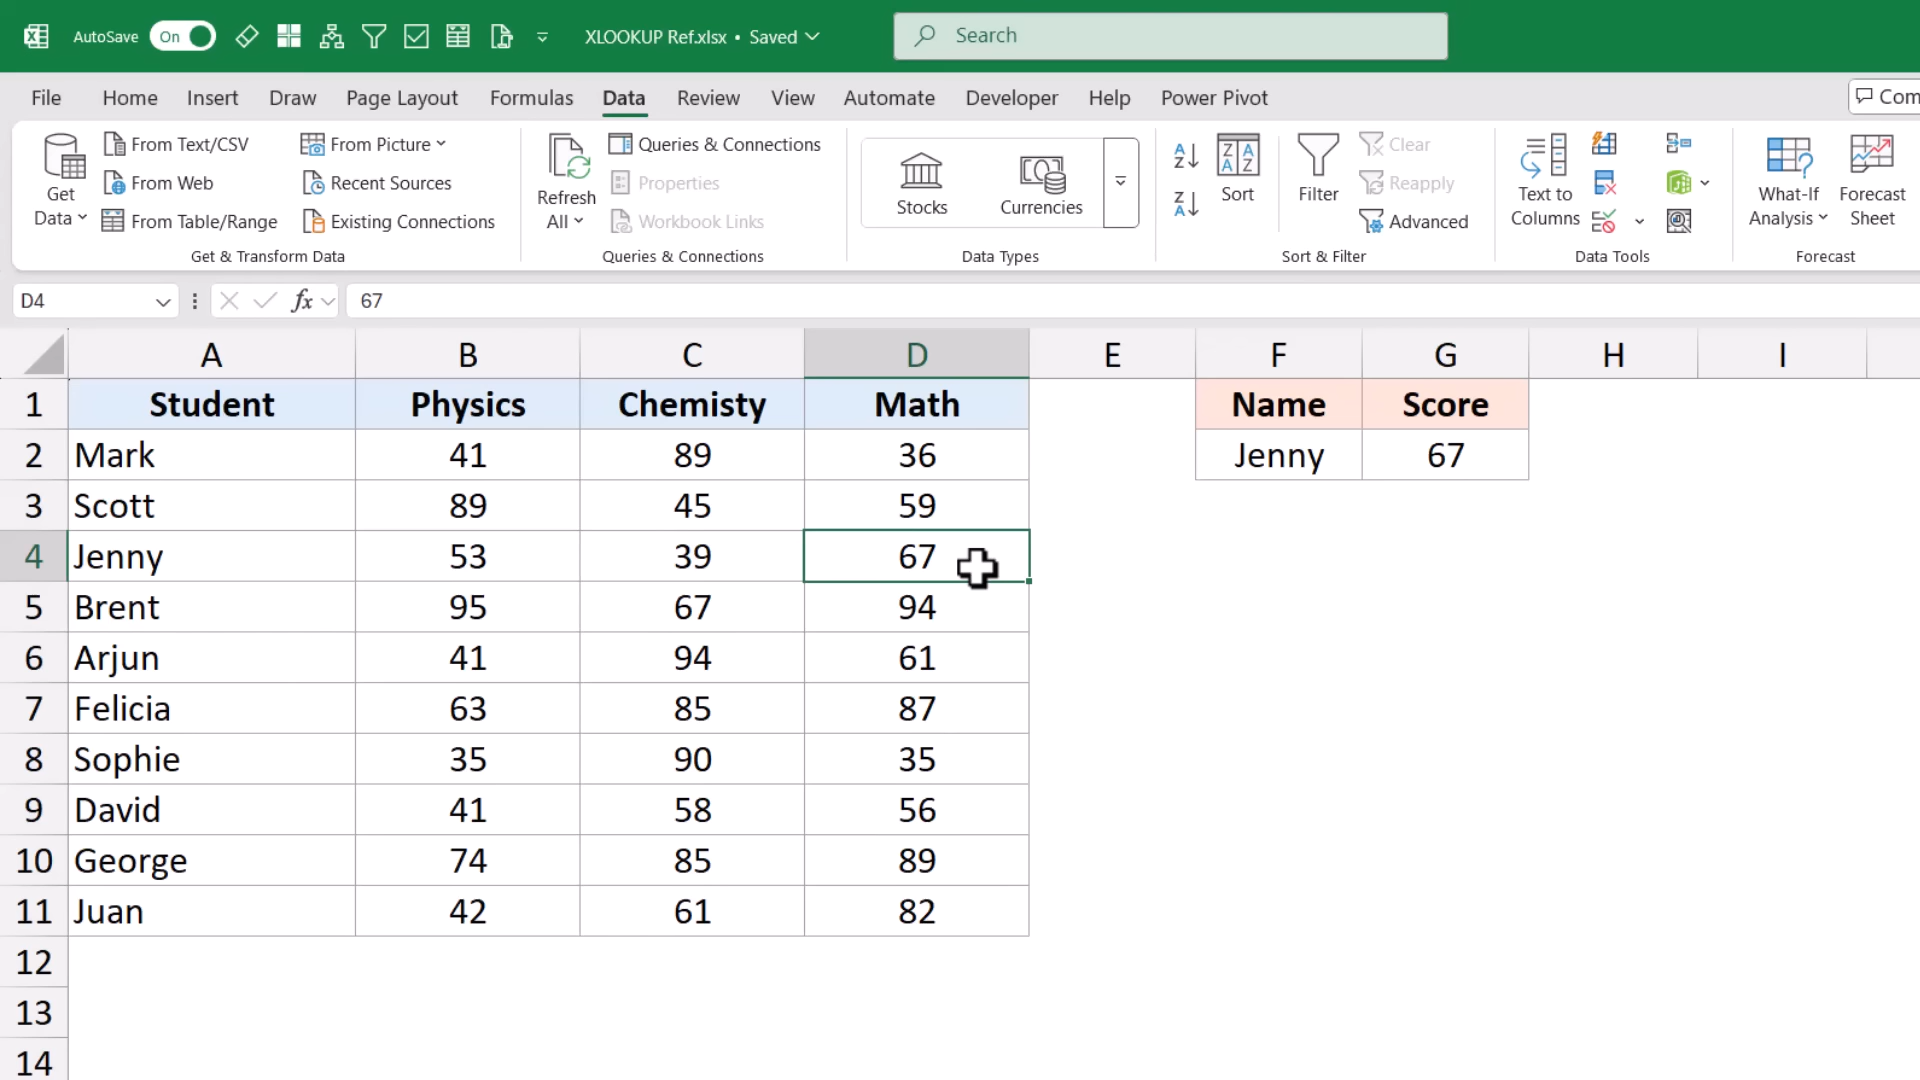 AutoSave On XLOOKUP Ref.xlsx • Saved Search
File Home Insert Draw Page Layout Formulas Data Review View Automate Developer Help Power Pivot
Get Data
From Text/CSV
From Web
From Table/Range
From Picture
Recent Sources
Existing Connections
Get & Transform Data
Refresh All
Queries & Connections
Properties
Workbook Links
Queries & Connections
Stocks Currencies
Data Types
Sort
Filter
Clear
Reapply
Advanced
Sort & Filter
Text to Columns
Data Tools
What-If Analysis
Forecast Sheet
Forecast
D4 fx 67
A B C D E F G H I
1 Student Physics Chemisty Math Name Score
2 Mark 41 89 36 Jenny 67
3 Scott 89 45 59
4 Jenny 53 39 67
5 Brent 95 67 94
6 Arjun 41 94 61
7 Felicia 63 85 87
8 Sophie 35 90 35
9 David 41 58 56
10 George 74 85 89
11 Juan 42 61 82
12
13
14